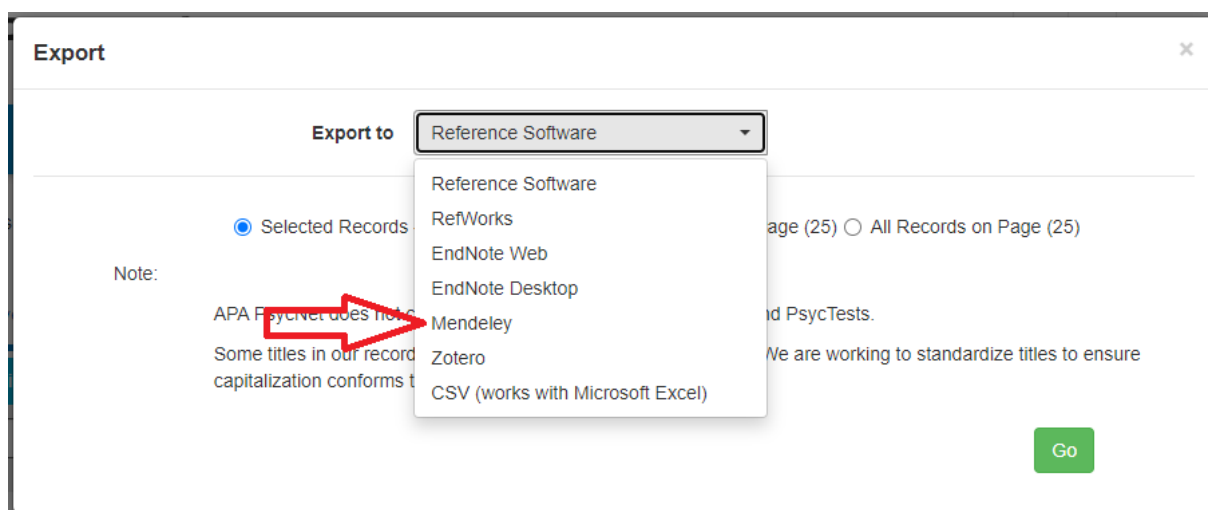 Export
×
Export to Reference Software
Reference Software
RefWorks
EndNote Web
EndNote Desktop
Mendeley
Zotero
CSV (works with Microsoft Excel)
Selected Records age (25) All Records on Page (25)
Note:
APA PsycNet does not nd PsycTests.
Some titles in our record We are working to standardize titles to ensure
capitalization conforms t
Go